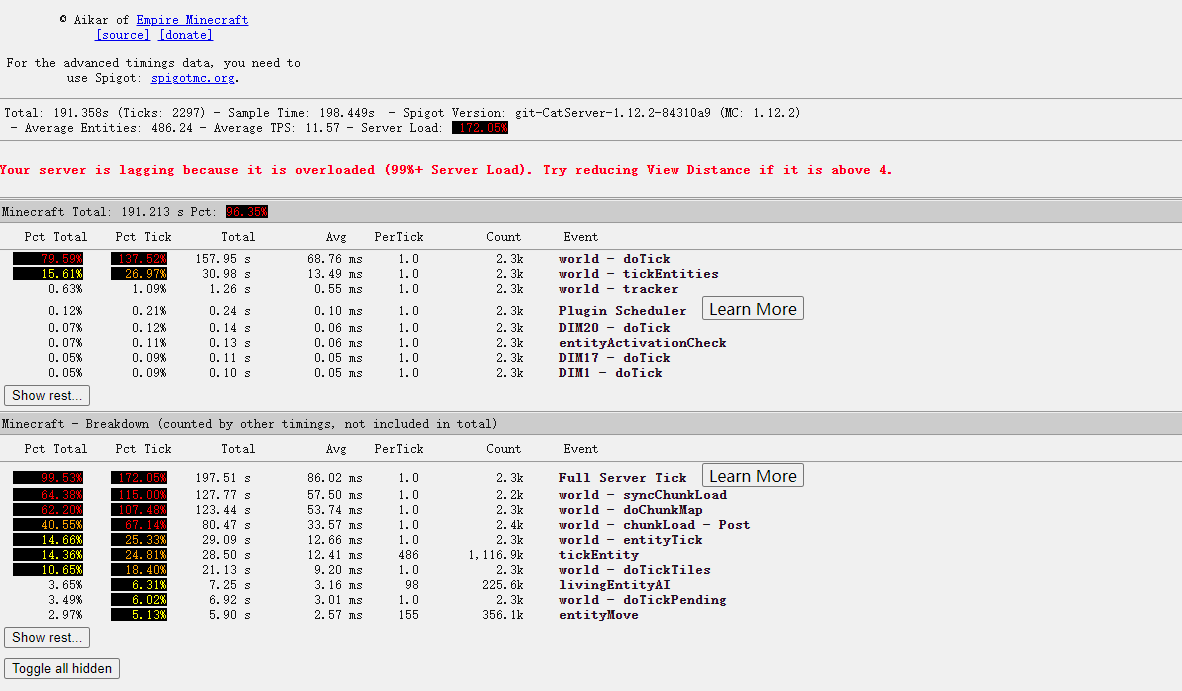 © Aikar of Empire Minecraft
[source] [donate]
For the advanced timings data, you need to
use Spigot: spigotmc.org.
Total: 191.358s (Ticks: 2297) - Sample Time: 198.449s - Spigot Version: git-CatServer-1.12.2-84310a9 (MC: 1.12.2)
- Average Entities: 486.24 - Average TPS: 11.57 - Server Load: 172.05%
Your server is lagging because it is overloaded (99%+ Server Load). Try reducing View Distance if it is above 4.
Minecraft Total: 191.213 s Pct: 96.35%
Pct Total Pct Tick Total Avg PerTick Count Event
79.59% 137.52% 157.95 s 68.76 ms 1.0 2.3k world - doTick
15.61% 26.97% 30.98 s 13.49 ms 1.0 2.3k world - tickEntities
0.63% 1.09% 1.26 s 0.55 ms 1.0 2.3k world - tracker
0.12% 0.21% 0.24 s 0.10 ms 1.0 2.3k Plugin Scheduler Learn More
0.07% 0.12% 0.14 s 0.06 ms 1.0 2.3k DIM20 - doTick
0.07% 0.11% 0.13 s 0.06 ms 1.0 2.3k entityActivationCheck
0.05% 0.09% 0.11 s 0.05 ms 1.0 2.3k DIM17 - doTick
0.05% 0.09% 0.10 s 0.05 ms 1.0 2.3k DIM1 - doTick
Show rest...
Minecraft - Breakdown (counted by other timings, not included in total)
Pct Total Pct Tick Total Avg PerTick Count Event
99.53% 172.05% 197.51 s 86.02 ms 1.0 2.3k Full Server Tick Learn More
64.38% 115.00% 127.77 s 57.50 ms 1.0 2.2k world - syncChunkLoad
62.20% 107.48% 123.44 s 53.74 ms 1.0 2.3k world - doChunkMap
40.55% 67.14% 80.47 s 33.57 ms 1.0 2.4k world - chunkLoad - Post
14.66% 25.33% 29.09 s 12.66 ms 1.0 2.3k world - entityTick
14.36% 24.81% 28.50 s 12.41 ms 486 1,116.9k tickEntity
10.65% 18.40% 21.13 s 9.20 ms 1.0 2.3k world - doTickTiles
3.65% 6.31% 7.25 s 3.16 ms 98 225.6k livingEntityAI
3.49% 6.02% 6.92 s 3.01 ms 1.0 2.3k world - doTickPending
2.97% 5.13% 5.90 s 2.57 ms 155 356.1k entityMove
Show rest...
Toggle all hidden